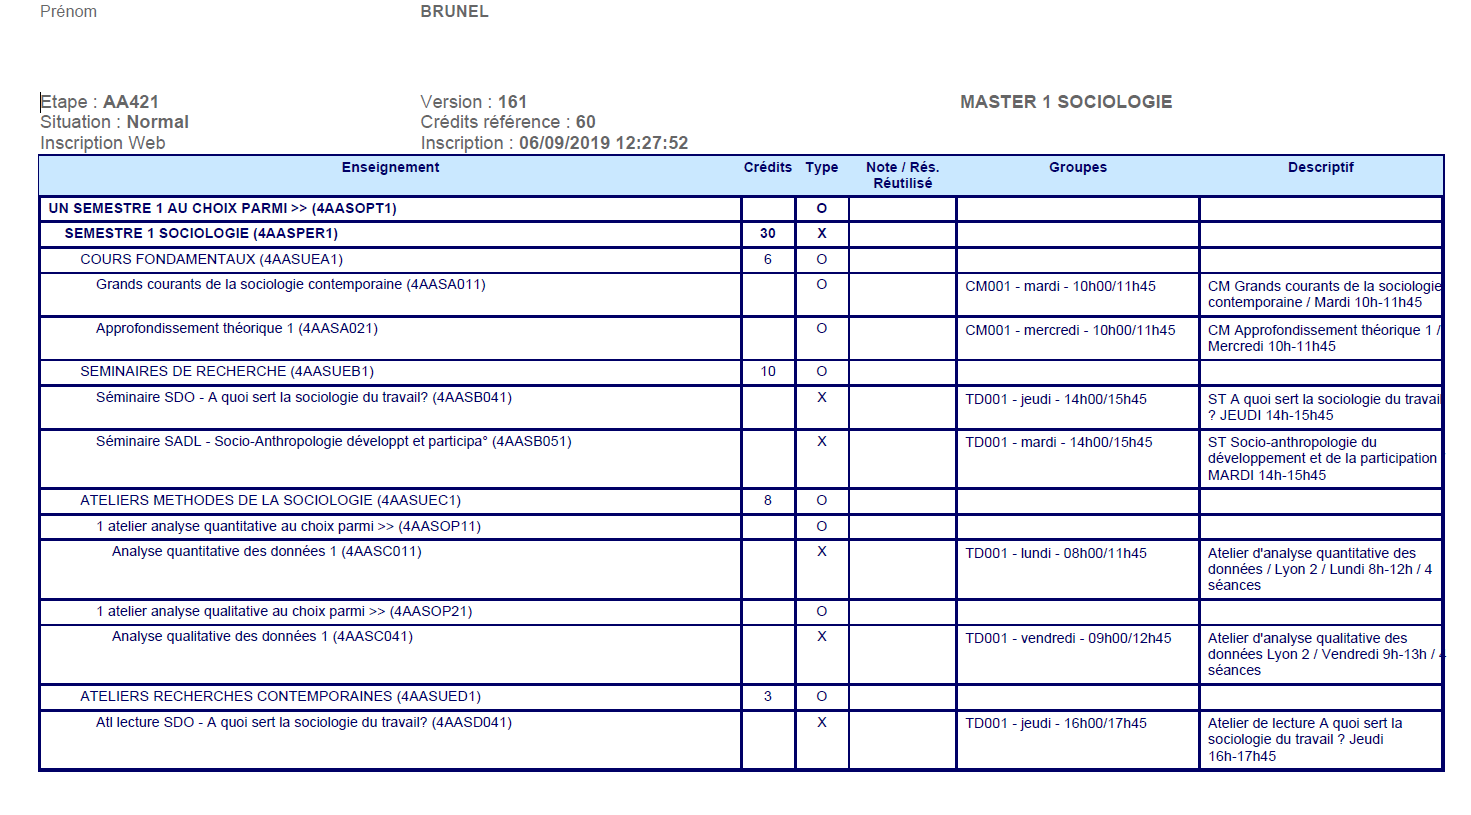 Prénom BRUNEL
Etape : AA421 Version : 161 MASTER 1 SOCIOLOGIE
Situation : Normal Crédits référence : 60
Inscription Web Inscription : 06/09/2019 12:27:52
Enseignement Crédits Type Note / Rés. Groupes Descriptif
Réutilisé
UN SEMESTRE 1 AU CHOIX PARMI >> (4AASOPT1) O
SEMESTRE 1 SOCIOLOGIE (4AASPER1) 30 X
COURS FONDAMENTAUX (4AASUEA1) 6 O
Grands courants de la sociologie contemporaine (4AASA011) O CM001 - mardi - 10h00/11h45 CM Grands courants de la sociologie
contemporaine / Mardi 10h-11h45
Approfondissement théorique 1 (4AASA021) O CM001 - mercredi - 10h00/11h45 CM Approfondissement théorique 1 /
Mercredi 10h-11h45
SEMINAIRES DE RECHERCHE (4AASUEB1) 10 O
Séminaire SDO - A quoi sert la sociologie du travail? (4AASB041) X TD001 - jeudi - 14h00/15h45 ST A quoi sert la sociologie du travail
? JEUDI 14h-15h45
Séminaire SADL - Socio-Anthropologie développt et participa° (4AASB051) X TD001 - mardi - 14h00/15h45 ST Socio-anthropologie du
développement et de la participation
MARDI 14h-15h45
ATELIERS METHODES DE LA SOCIOLOGIE (4AASUEC1) 8 O
1 atelier analyse quantitative au choix parmi >> (4AASOP11) O
Analyse quantitative des données 1 (4AASC011) X TD001 - lundi - 08h00/11h45 Atelier d'analyse quantitative des
données / Lyon 2 / Lundi 8h-12h / 4
séances
1 atelier analyse qualitative au choix parmi >> (4AASOP21) O
Analyse qualitative des données 1 (4AASC041) X TD001 - vendredi - 09h00/12h45 Atelier d'analyse qualitative des
données Lyon 2 / Vendredi 9h-13h / 4
séances
ATELIERS RECHERCHES CONTEMPORAINES (4AASUED1) 3 O
Atl lecture SDO - A quoi sert la sociologie du travail? (4AASD041) X TD001 - jeudi - 16h00/17h45 Atelier de lecture A quoi sert la
sociologie du travail ? Jeudi
16h-17h45